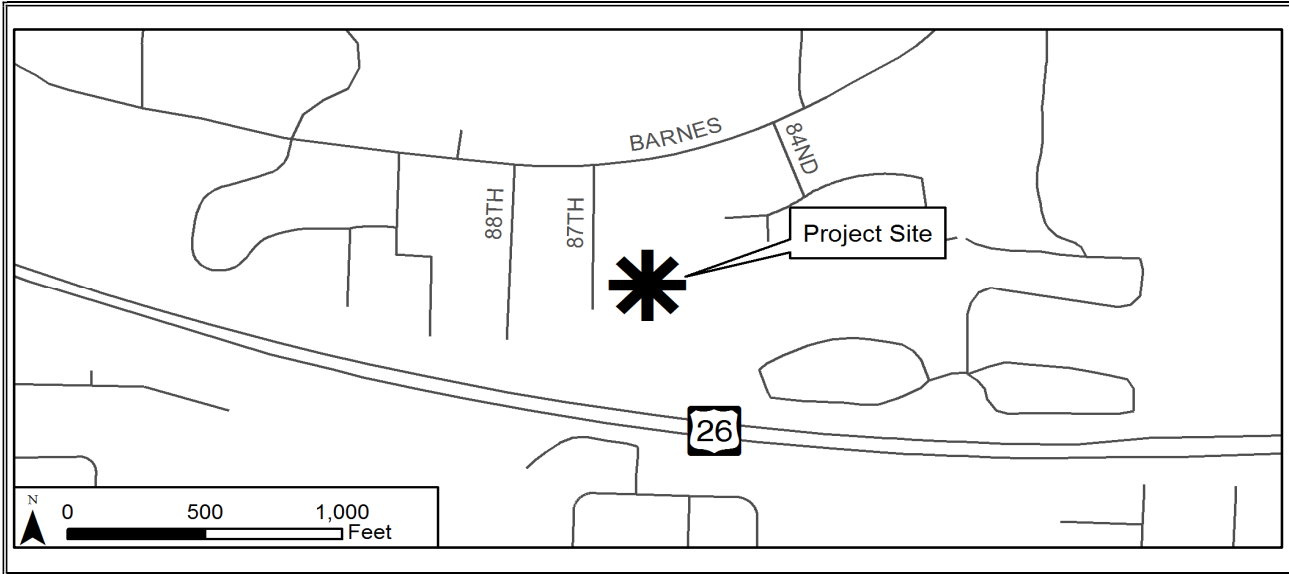 BARNES
84ND
88TH
87TH
Project Site
26
N
0 500 1,000
Feet